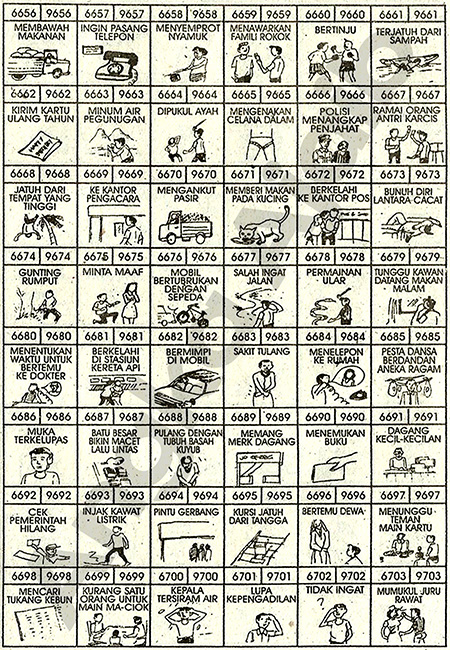 6656 9656 6657 9657 6658 9658 6659 9659 6660 9660 6661 9661
MEMBAWAH MAKANAN
INGIN PASANG TELEPON
MENYEMPROT NYAMUK
MENAWARKAN FAMILI ROKOK
BERTINJU
TERJATUH DARI SAMPAH
6662 9662 6663 9663 6664 9664 6665 9665 6666 9666 6667 9667
KIRIM KARTU ULANG TAHUN
MINUM AIR PEGUNUGAN
DIPUKUL AYAH
MENGENAKAN CELANA DALAM
POLISI MENANGKAP PENJAHAT
RAMAI ORANG ANTRI KARCIS
6668 9668 6669 9669 6670 9670 6671 9671 6672 9672 6673 9673
JATUH DARI TEMPAT YANG TINGGI
KE KANTOR PENGACARA
MENGANKUT PASIR
MEMBERI MAKAN PADA KUCING
BERKELAHI KE KANTOR POS
BUNUH DIRI LANTARA CACAT
6674 9674 6675 9675 6676 9676 6677 9677 6678 9678 6679 9679
GUNTING RUMPUT
MINTA MAAF
MOBIL BERTUBRUKAN DENGAN SEPEDA
SALAH INGAT JALAN
PERMAINAN ULAR
TUNGGU KAWAN DATANG MAKAN MALAM
6680 9680 6681 9681 6682 9682 6683 9683 6684 9684 6685 9685
MENENTUKAN WAKTU UNTUK BERTEMU KE DOKTER
BERKELAHI DI STASIUN KERETA API
BERMIMPI DI MOBIL
SAKIT TULANG
MENELEPON KE RUMAH
PESTA DANSA BERDANDAN ANEKA RAGAM
6686 9686 6687 9687 6688 9688 6689 9689 6690 9690 6691 9691
MUKA TERKELUPAS
BATU BESAR BIKIN MACET LALU LINTAS
PULANG DENGAN TUBUH BASAH KUYUB
MEMANG MERK DAGANG
MENEMUKAN BUKU
DAGANG KECIL-KECILAN
6692 9692 6693 9693 6694 9694 6695 9695 6696 9696 6697 9697
CEK PEMERINTAH HILANG
INJAK KAWAT LISTRIK
PINTU GERBANG
KURSI JATUH DARI TANGGA
BERTEMU DEWA
MENUNGGU TEMAN MAIN KARTU
6698 9698 6699 9699 6700 9700 6701 9701 6702 9702 6703 9703
MENCARI TUKANG KEBUN
KURANG SATU ORANG UNTUK MAIN MA-CIOK
KEPALA TERSIRAM AIR
LUPA KEPENGADILAN
TIDAK INGAT
MUMUKUL JURU RAWAT